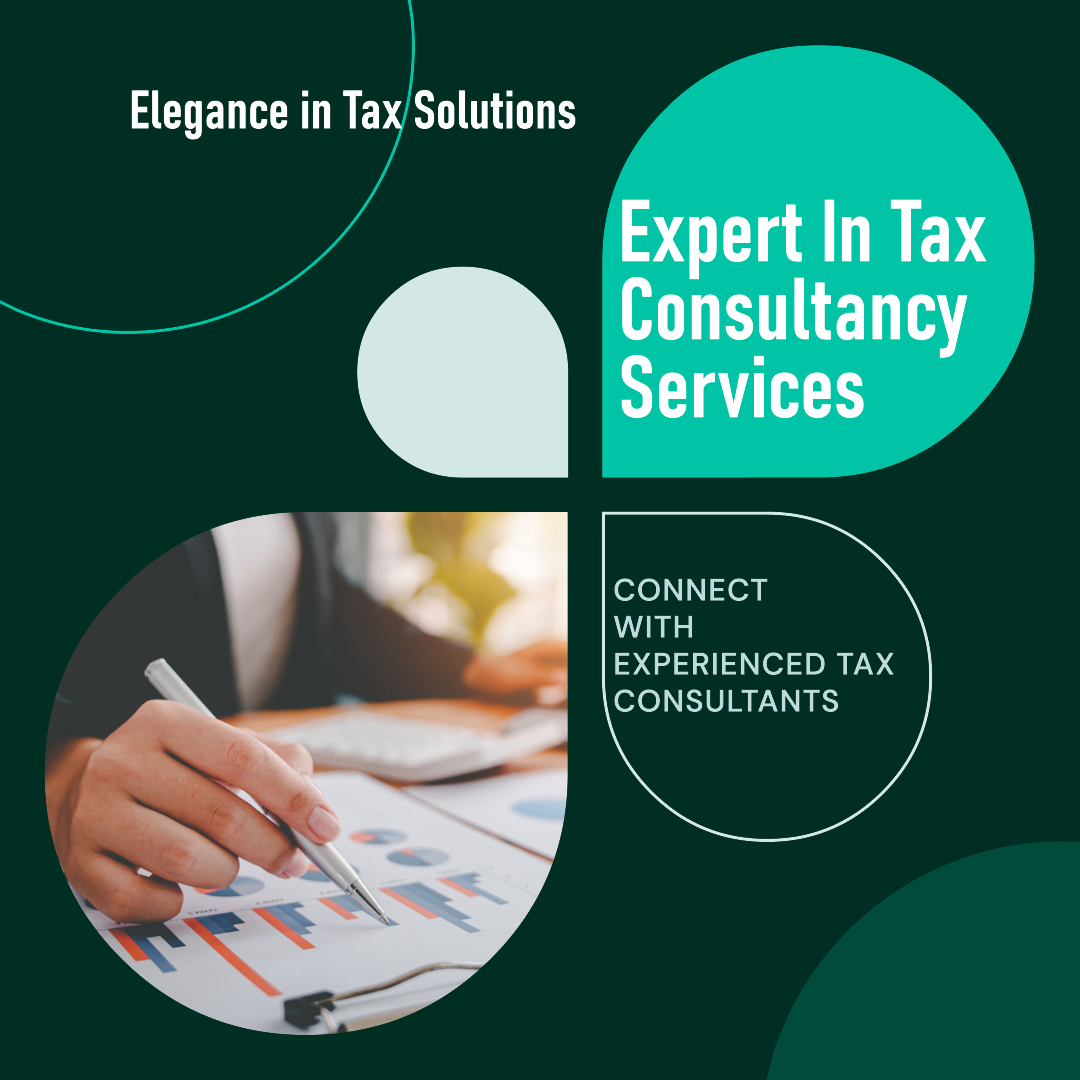 Elegance in Tax Solutions
Expert In Tax
Consultancy
Services
CONNECT
WITH
EXPERIENCED TAX
CONSULTANTS